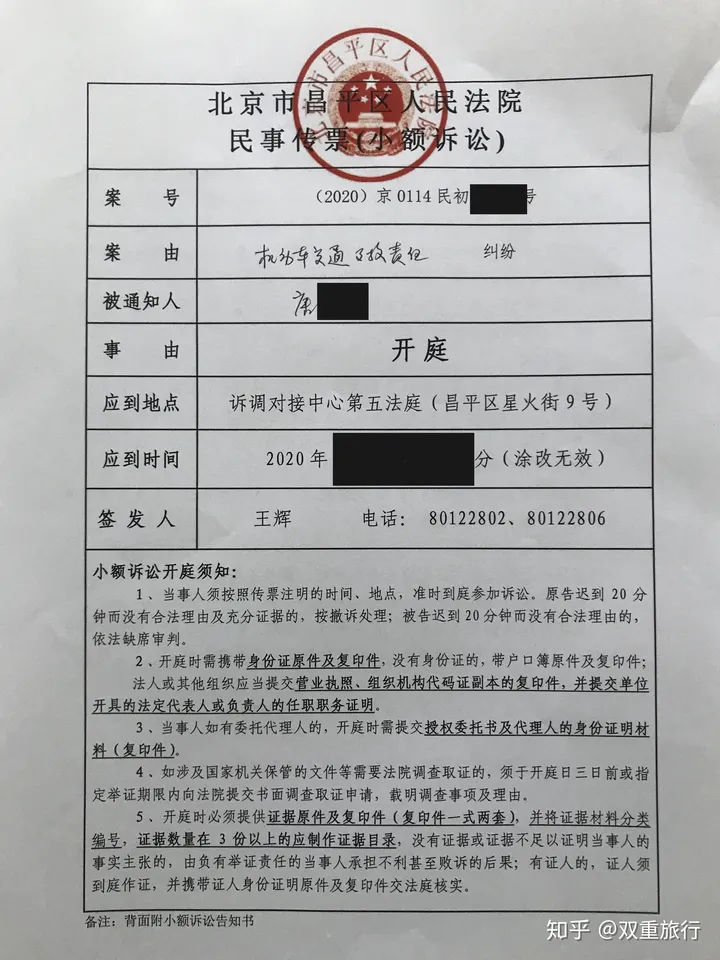 北京市昌平区人民法院
北京市昌平区人民法院
民事传票(小额诉讼)
案 号 （2020）京 0114 民初 号
案 由 机动车交通事故责任 纠纷
被通知人 唐
事 由 开庭
应到地点 诉调对接中心第五法庭（昌平区星火街 9 号）
应到时间 2020 年 分（涂改无效）
签 发 人 王辉 电话： 80122802、80122806
小额诉讼开庭须知：
1、当事人须按照传票注明的时间、地点，准时到庭参加诉讼。原告迟到 20 分
钟而没有合法理由及充分证据的，按撤诉处理；被告迟到 20 分钟而没有合法理由的，
依法缺席审判。
2、开庭时需携带身份证原件及复印件，没有身份证的，带户口簿原件及复印件；
法人或其他组织应当提交营业执照、组织机构代码证副本的复印件，并提交单位
开具的法定代表人或负责人的任职职务证明。
3、当事人如有委托代理人的，开庭时需提交授权委托书及代理人的身份证明材
料（复印件）。
4、如涉及国家机关保管的文件等需要法院调查取证的，须于开庭日三日前或指
定举证期限内向法院提交书面调查取证申请，载明调查事项及理由。
5、开庭时必须提供证据原件及复印件（复印件一式两套），并将证据材料分类
编号，证据数量在 3 份以上的应制作证据目录，没有证据或证据不足以证明当事人的
事实主张的，由负有举证责任的当事人承担不利甚至败诉的后果；有证人的，证人须
到庭作证，并携带证人身份证明原件及复印件交法庭核实。
备注：背面附小额诉讼告知书
知乎 @双重旅行